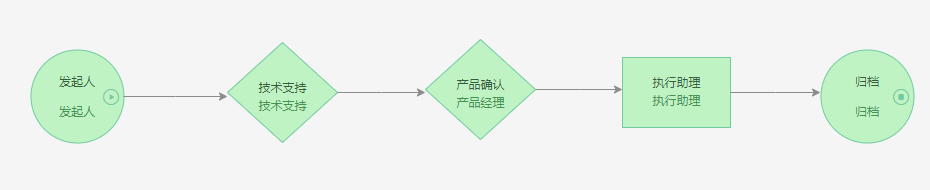 发起人
发起人
技术支持
技术支持
产品确认
产品经理
执行助理
执行助理
归档
归档